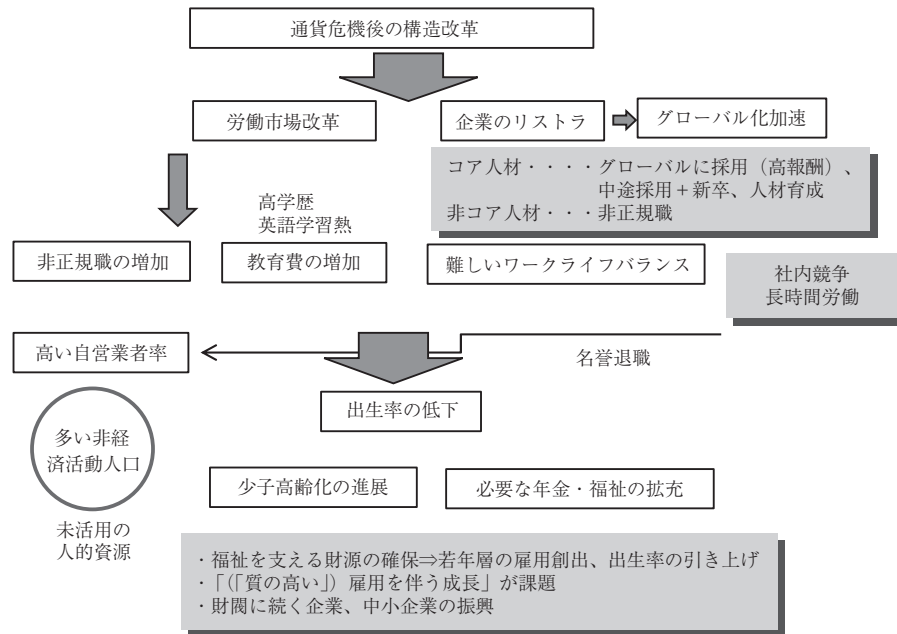 通貨危機後の構造改革
労働市場改革
企業のリストラ
グローバル化加速
コア人材・・・・グローバルに採用（高報酬）、
中途採用＋新卒、人材育成
非コア人材・・・非正規職
高学歴
英語学習熱
非正規職の増加
教育費の増加
難しいワークライフバランス
社内競争
長時間労働
高い自営業者率
名誉退職
出生率の低下
多い非経
済活動人口
少子高齢化の進展
必要な年金・福祉の拡充
未活用の
人的資源
・福祉を支える財源の確保⇒若年層の雇用創出、出生率の引き上げ
・「（「質の高い」）雇用を伴う成長」が課題
・財閥に続く企業、中小企業の振興